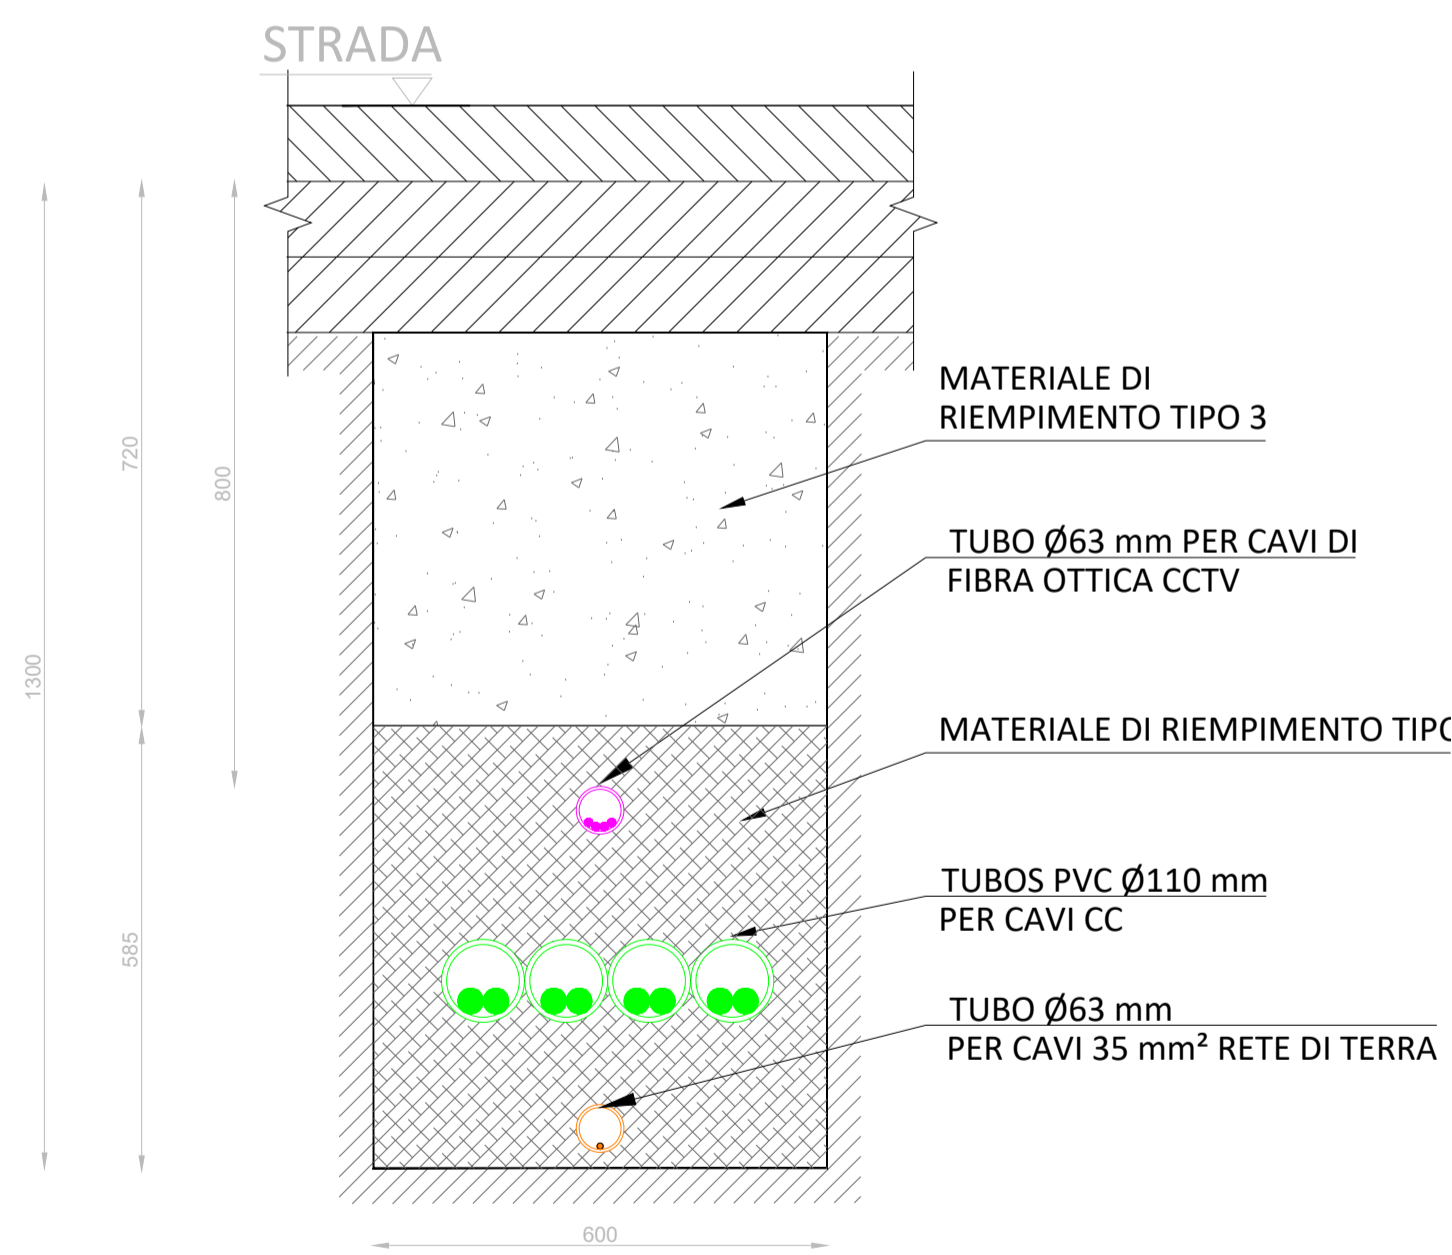 STRADA
MATERIALE DI
RIEMPIMENTO TIPO 3
720
800
TUBO Ø63 mm PER CAVI DI
FIBRA OTTICA CCTV
1300
MATERIALE DI RIEMPIMENTO TIPO
TUBOS PVC Ø110 mm
PER CAVI CC
585
TUBO Ø63 mm
PER CAVI 35 mm² RETE DI TERRA
600